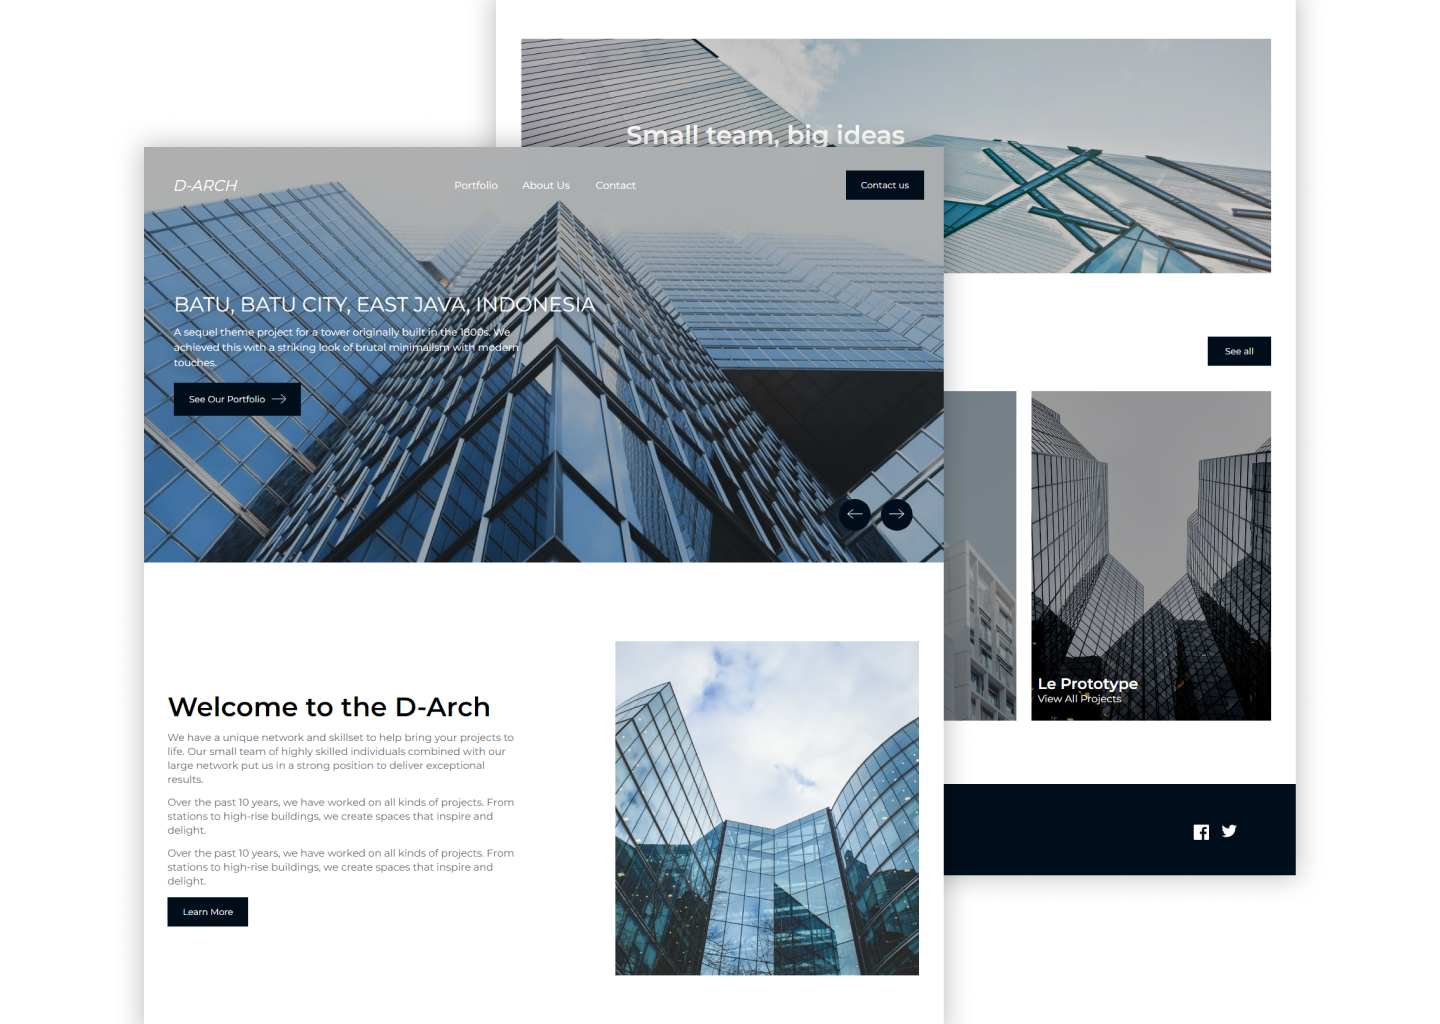 Small team, big ideas
D-ARCH
Portfolio
About Us
Contact
Contact us
BATU, BATU CITY, EAST JAVA, INDONESIA
A sequel theme project for a tower originally built in the 1800s. We
achieved this with a striking look of brutal minimalism with modern
touches.
See Our Portfolio
See all
Le Prototype
View All Projects
Welcome to the D-Arch
We have a unique network and skillset to help bring your projects to
life. Our small team of highly skilled individuals combined with our
large network put us in a strong position to deliver exceptional
results.
Over the past 10 years, we have worked on all kinds of projects. From
stations to high-rise buildings, we create spaces that inspire and
delight.
Over the past 10 years, we have worked on all kinds of projects. From
stations to high-rise buildings, we create spaces that inspire and
delight.
Learn More